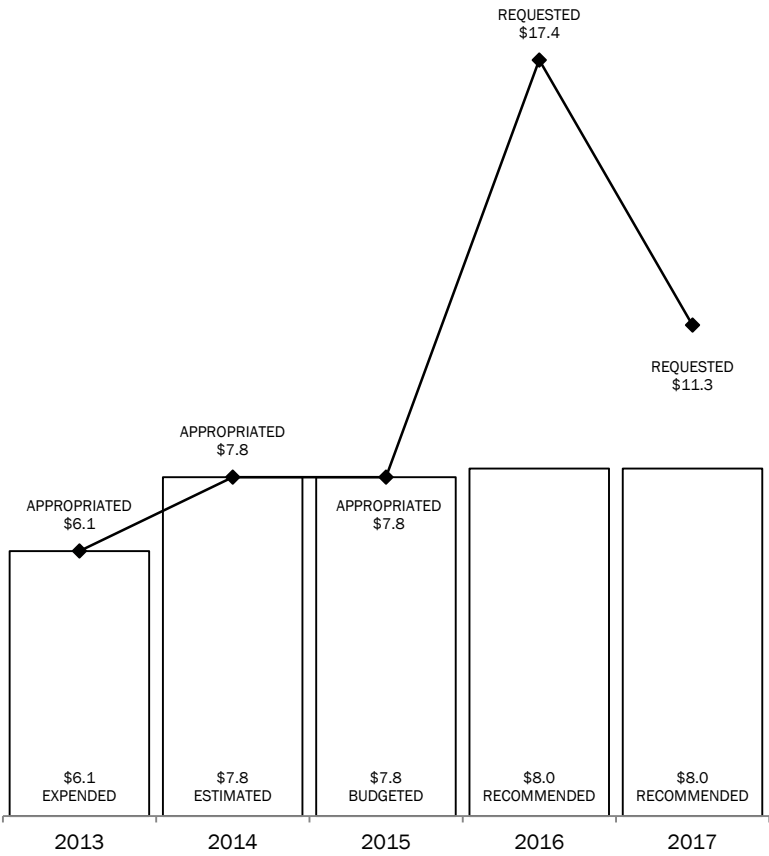 REQUESTED
$17.4
REQUESTED
$11.3
APPROPRIATED
$7.8
APPROPRIATED
$6.1
APPROPRIATED
$7.8
$6.1
EXPENDED
$7.8
ESTIMATED
$7.8
BUDGETED
$8.0
RECOMMENDED
$8.0
RECOMMENDED
2013
2014
2015
2016
2017